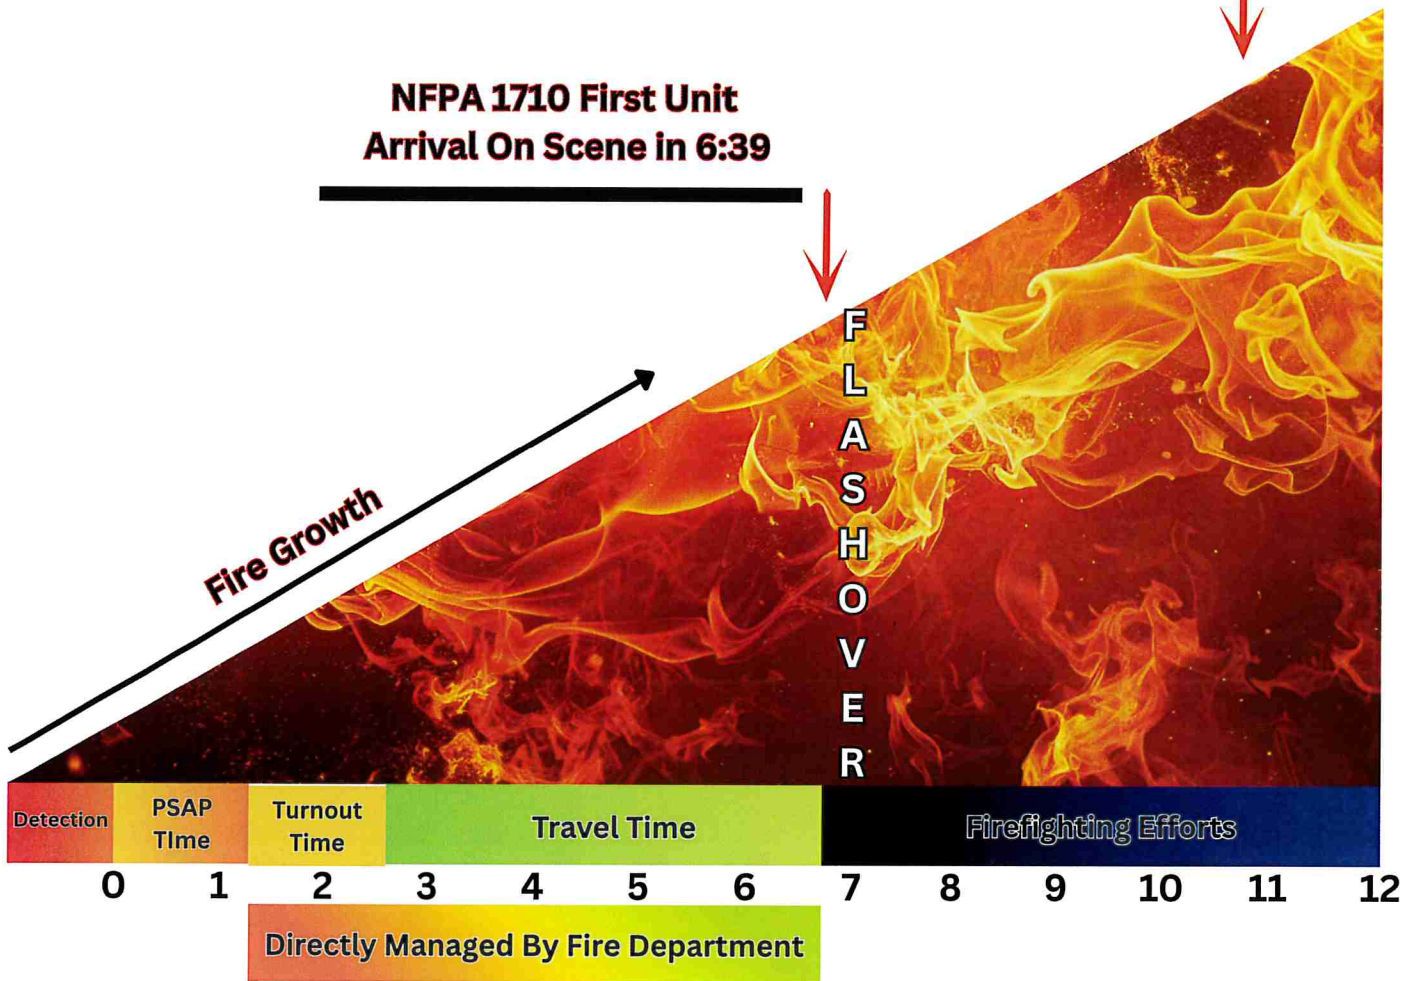 NFPA 1710 First Unit
Arrival On Scene in 6:39
Fire Growth
F
L
A
S
H
O
V
E
R
Detection
PSAP
TIme
Turnout
Time
Travel Time
Firefighting Efforts
0 1 2 3 4 5 6 7 8 9 10 11 12
Directly Managed By Fire Department